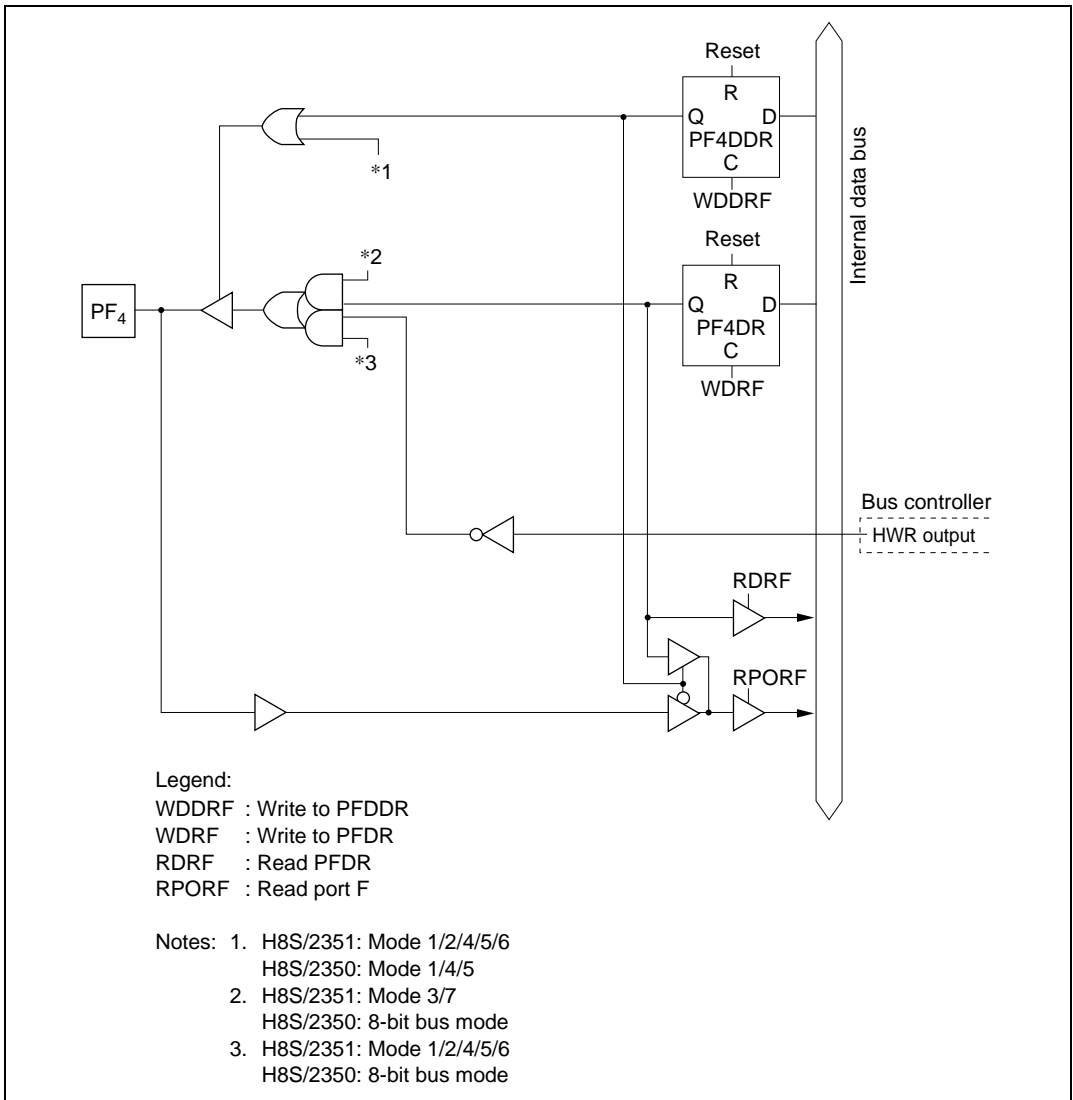 Reset
R
Q D
PF4DDR
C
WDDRF
*1
Internal data bus
Reset
R
Q D
PF4DR
C
WDRF
*2
PF4
*3
Bus controller
HWR output
RDRF
RPORF
Legend:
WDDRF : Write to PFDDR
WDRF : Write to PFDR
RDRF : Read PFDR
RPORF : Read port F
Notes: 1. H8S/2351: Mode 1/2/4/5/6
H8S/2350: Mode 1/4/5
2. H8S/2351: Mode 3/7
H8S/2350: 8-bit bus mode
3. H8S/2351: Mode 1/2/4/5/6
H8S/2350: 8-bit bus mode